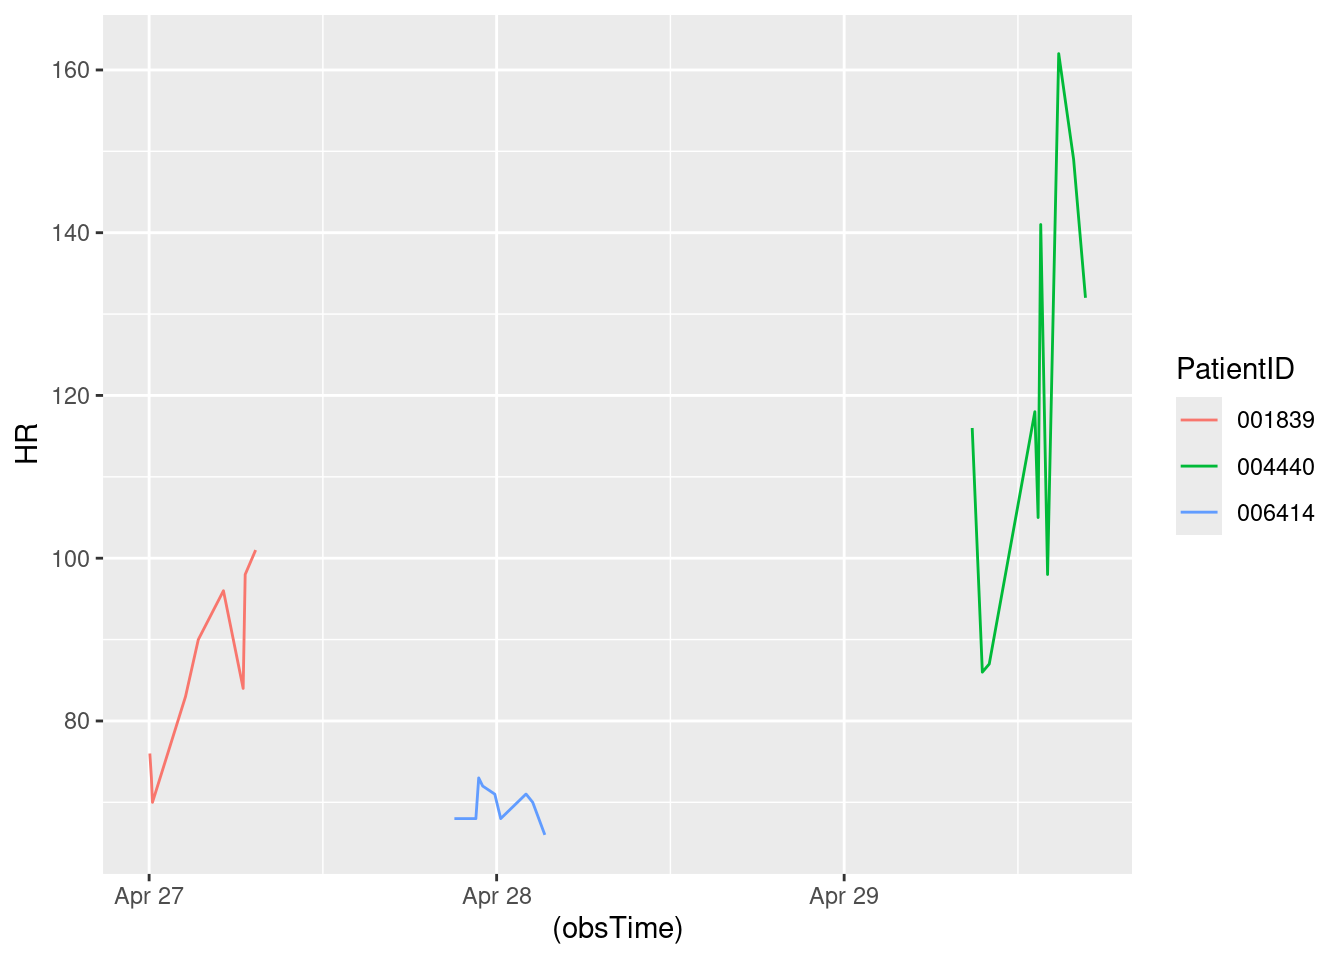 160
140
120
100
80
HR
Apr 27
Apr 28
Apr 29
(obsTime)
PatientID
001839
004440
006414